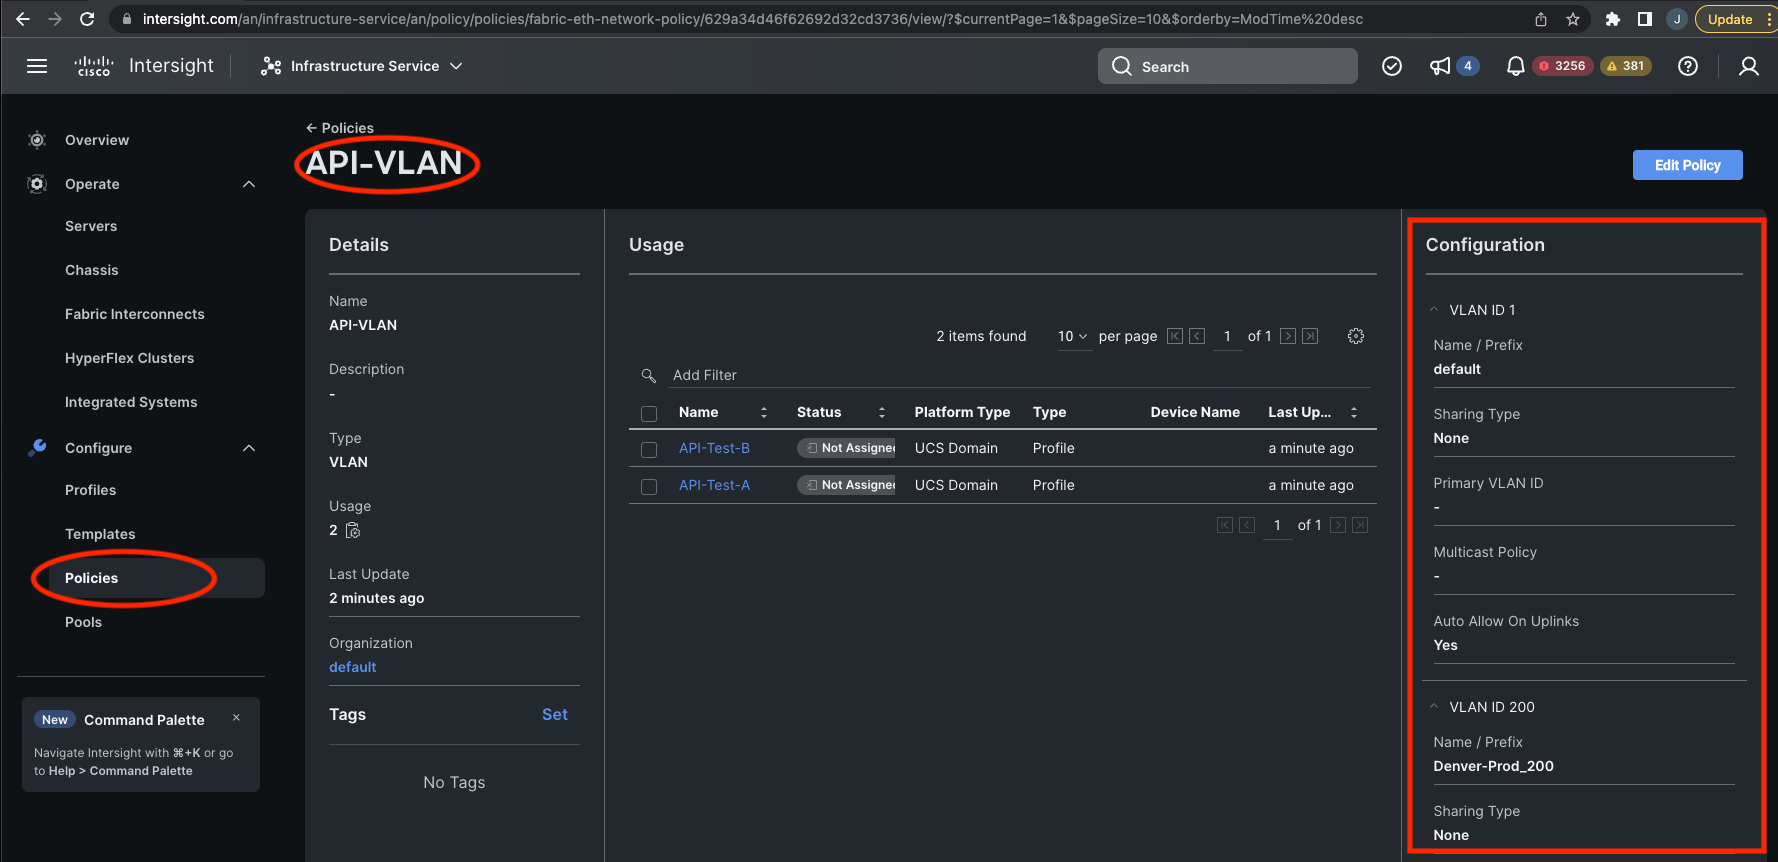 intersight.com/an/infrastructure-service/an/policy/policies/fabric-eth-network-policy/629a34d46f62692d32cd3736/view/?$currentPage=1&$pageSize=10&$orderby=ModTime%20desc
J
Update
cisco
Intersight
Infrastructure Service
Search
4
3256
381
Overview
Operate
Servers
Chassis
Fabric Interconnects
HyperFlex Clusters
Integrated Systems
Configure
Profiles
Templates
Policies
Pools
New Command Palette ×
Navigate Intersight with ⌘+K or go
to Help > Command Palette
← Policies
API-VLAN
Edit Policy
Details
Name
API-VLAN
Description
-
Type
VLAN
Usage
2
Last Update
2 minutes ago
Organization
default
Tags Set
No Tags
Usage
2 items found 10 per page 1 of 1
Add Filter
Name Status Platform Type Type Device Name Last Up...
API-Test-B Not Assigned UCS Domain Profile a minute ago
API-Test-A Not Assigned UCS Domain Profile a minute ago
1 of 1
Configuration
VLAN ID 1
Name / Prefix
default
Sharing Type
None
Primary VLAN ID
-
Multicast Policy
-
Auto Allow On Uplinks
Yes
VLAN ID 200
Name / Prefix
Denver-Prod_200
Sharing Type
None